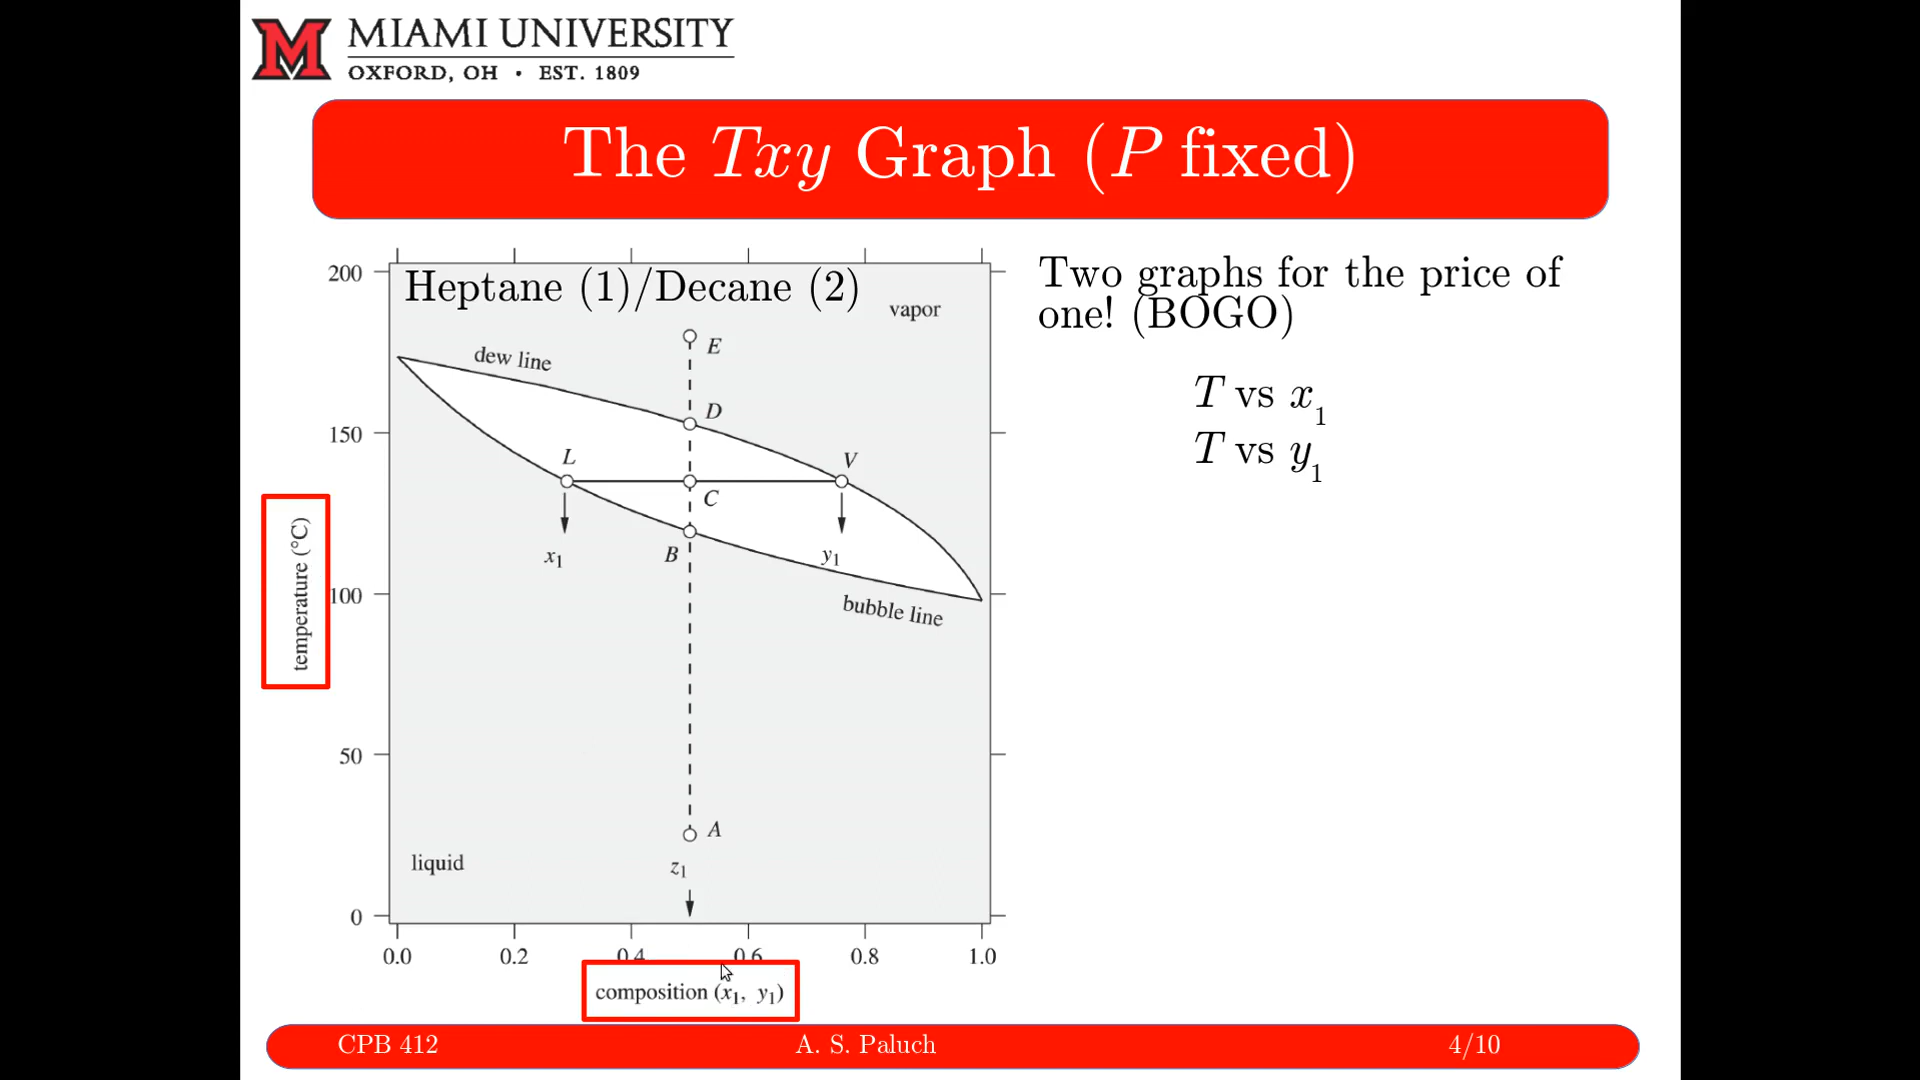 MIAMI UNIVERSITY
OXFORD, OH • EST. 1809
The Txy Graph (P fixed)
Heptane (1)/Decane (2)
Two graphs for the price of
one! (BOGO)
T vs x₁
T vs y₁
200
150
100
50
0
temperature (°C)
vapor
dew line
E
D
L
V
C
x₁
B
y₁
bubble line
A
liquid
z₁
0.0 0.2 0.4 0.6 0.8 1.0
composition (x₁, y₁)
CPB 412 A. S. Paluch 4/10